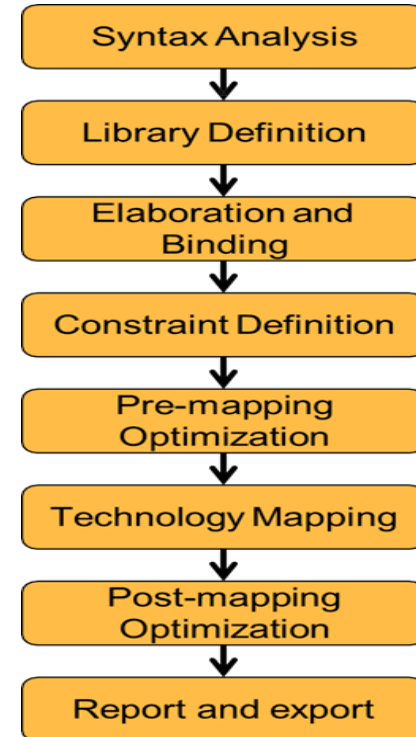 Syntax Analysis
Library Definition
Elaboration and
Binding
Constraint Definition
Pre-mapping
Optimization
Technology Mapping
Post-mapping
Optimization
Report and export